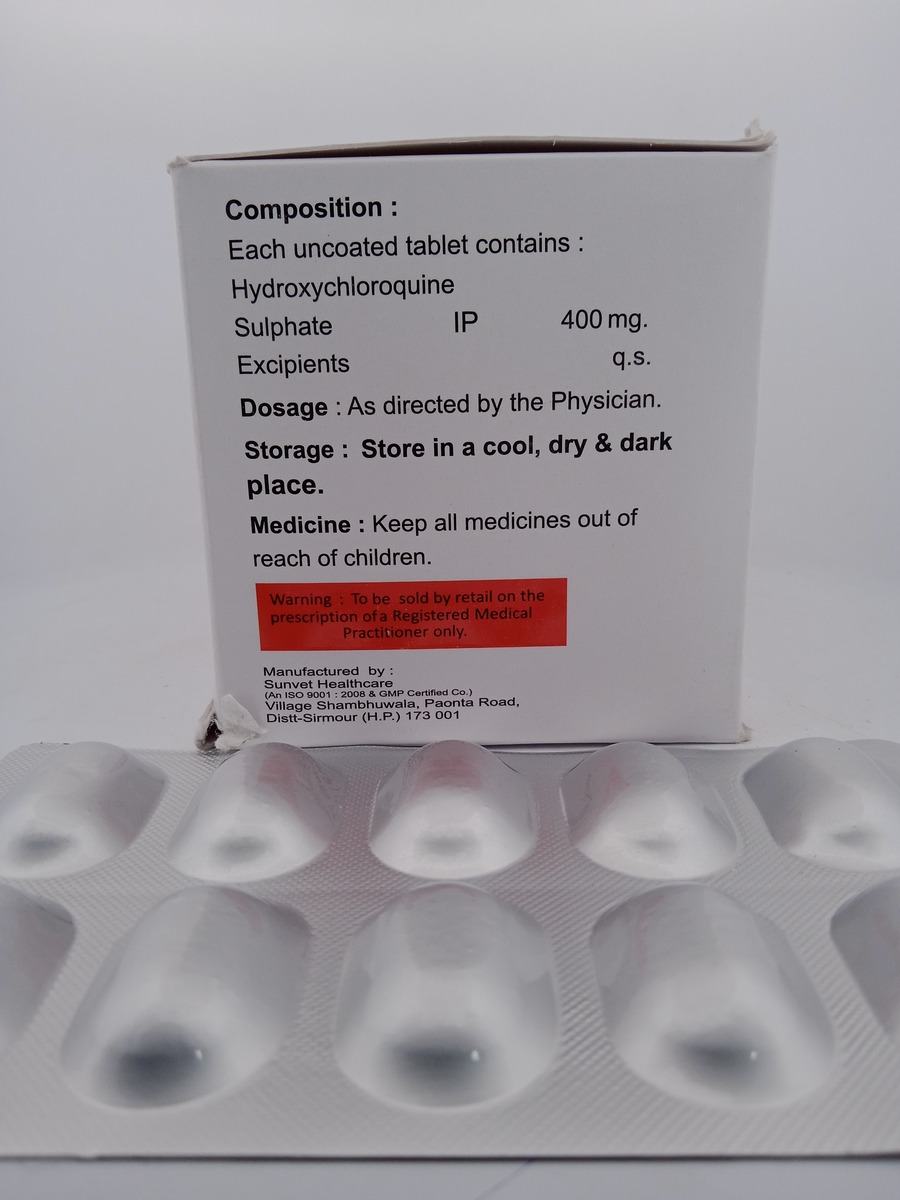 Composition :
Each uncoated tablet contains :
Hydroxychloroquine
Sulphate IP 400 mg.
Excipients q.s.
Dosage : As directed by the Physician.
Storage : Store in a cool, dry & dark
place.
Medicine : Keep all medicines out of
reach of children.
Warning : To be sold by retail on the
prescription of a Registered Medical
Practitioner only.
Manufactured by :
Sunvet Healthcare
(An ISO 9001 : 2008 & GMP Certified Co.)
Village Shambhuwala, Paonta Road,
Distt-Sirmour (H.P.) 173 001